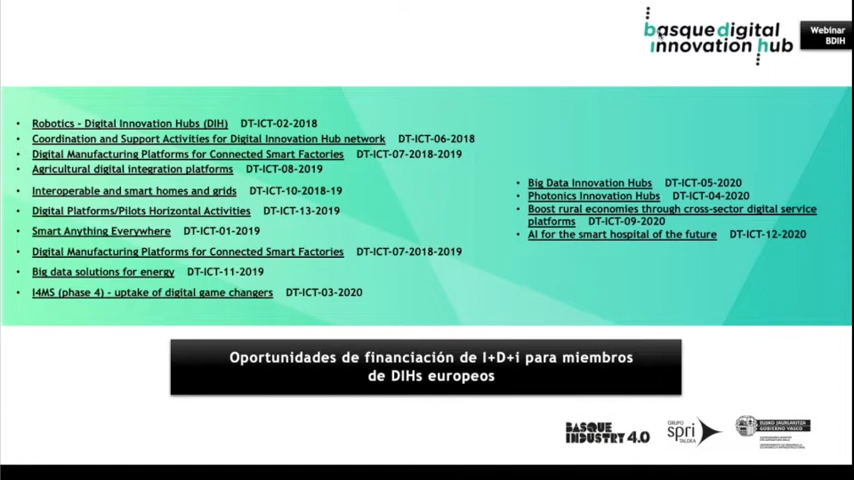 basquedigital
innovation hub
Webinar
BDIH
• Robotics - Digital Innovation Hubs (DIH) DT-ICT-02-2018
• Coordination and Support Activities for Digital Innovation Hub network DT-ICT-06-2018
• Digital Manufacturing Platforms for Connected Smart Factories DT-ICT-07-2018-2019
• Agricultural digital integration platforms DT-ICT-08-2019
• Interoperable and smart homes and grids DT-ICT-10-2018-19
• Digital Platforms/Pilots Horizontal Activities DT-ICT-13-2019
• Smart Anything Everywhere DT-ICT-01-2019
• Digital Manufacturing Platforms for Connected Smart Factories DT-ICT-07-2018-2019
• Big data solutions for energy DT-ICT-11-2019
• I4MS (phase 4) - uptake of digital game changers DT-ICT-03-2020
• Big Data Innovation Hubs DT-ICT-05-2020
• Photonics Innovation Hubs DT-ICT-04-2020
• Boost rural economies through cross-sector digital service
platforms DT-ICT-09-2020
• AI for the smart hospital of the future DT-ICT-12-2020
Oportunidades de financiación de I+D+i para miembros
de DIHs europeos
BASQUE
INDUSTRY 4.0
GRUPO
spri
TALDEA
EUSKO JAURLARITZA
GOBIERNO VASCO